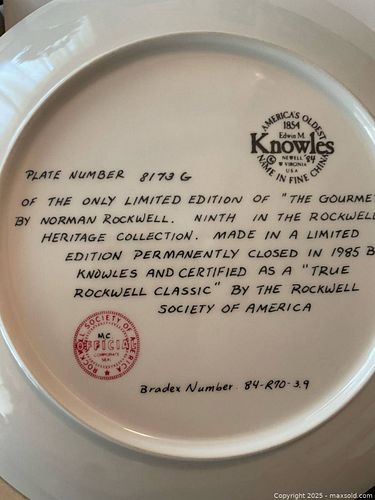 AMERICA'S OLDEST
1854
Edwin M.
Knowles
© NEWELL '84
W VIRGINIA
U.S.A
NAME IN FINE CHINA
PLATE NUMBER 8173 G
OF THE ONLY LIMITED EDITION OF "THE GOURME
BY NORMAN ROCKWELL. NINTH IN THE ROCKWEL
HERITAGE COLLECTION. MADE IN A LIMITED
EDITION PERMANENTLY CLOSED IN 1985 B
KNOWLES AND CERTIFIED AS A "TRUE
ROCKWELL CLASSIC" BY THE ROCKWELL
SOCIETY OF AMERICA
ROCKWELL SOCIETY OF AMERICA
M.C.
OFFICIAL
CORPORATE
SEAL
Bradex Number 84-R70-3.9
Copyright 2025 - maxsold.com